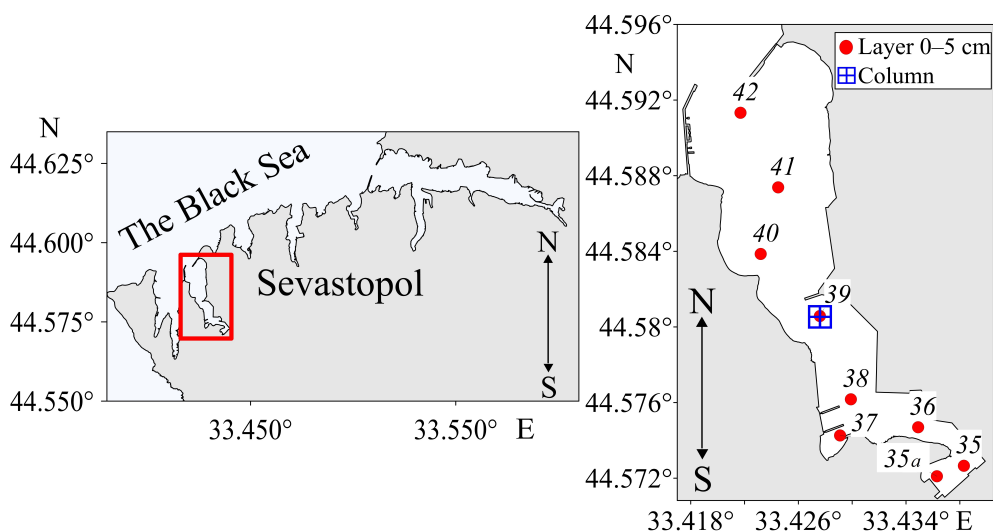 N
44.625°
44.600°
44.575°
44.550°
33.450°
33.550°
E
The Black Sea
Sevastopol
N
S
44.596°
N
44.592°
44.588°
44.584°
44.58°
44.576°
44.572°
33.418°
33.426°
33.434° E
Layer 0–5 cm
Column
42
41
40
39
38
37
36
35a
35
N
S